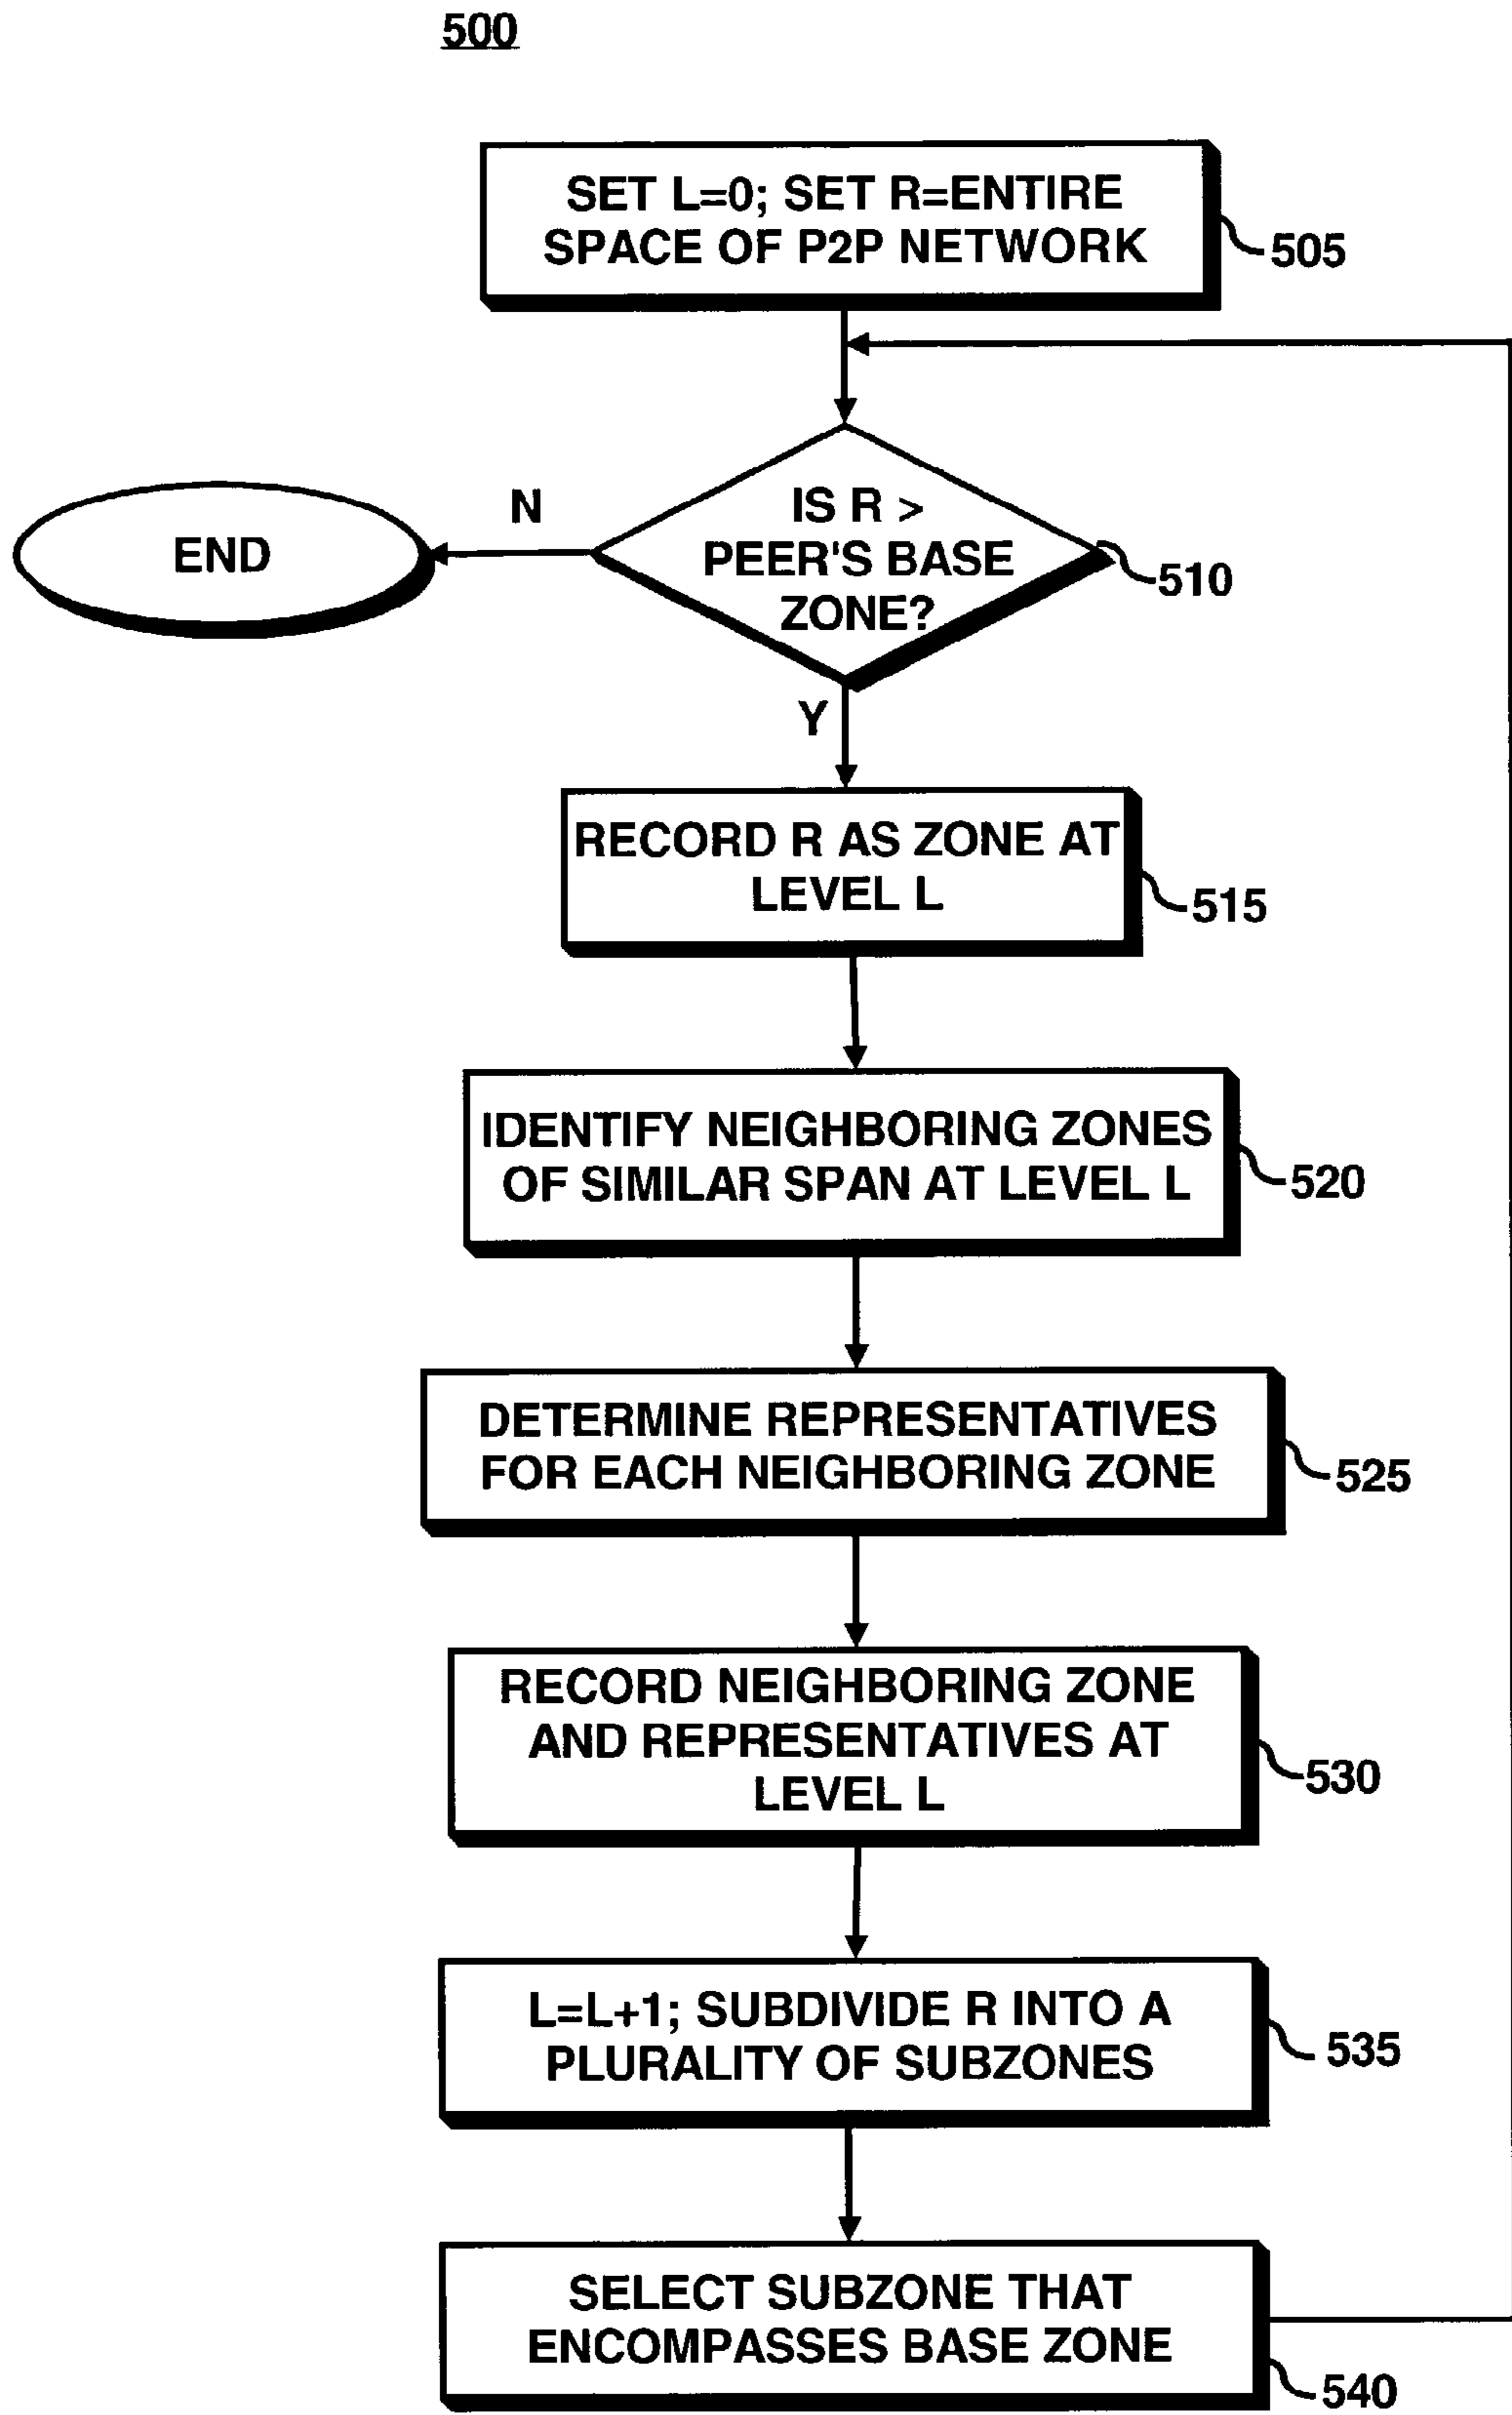 500
SET L=0; SET R=ENTIRE
SPACE OF P2P NETWORK
505
IS R >
PEER'S BASE
ZONE?
510
N
END
Y
RECORD R AS ZONE AT
LEVEL L
515
IDENTIFY NEIGHBORING ZONES
OF SIMILAR SPAN AT LEVEL L
520
DETERMINE REPRESENTATIVES
FOR EACH NEIGHBORING ZONE
525
RECORD NEIGHBORING ZONE
AND REPRESENTATIVES AT
LEVEL L
530
L=L+1; SUBDIVIDE R INTO A
PLURALITY OF SUBZONES
535
SELECT SUBZONE THAT
ENCOMPASSES BASE ZONE
540